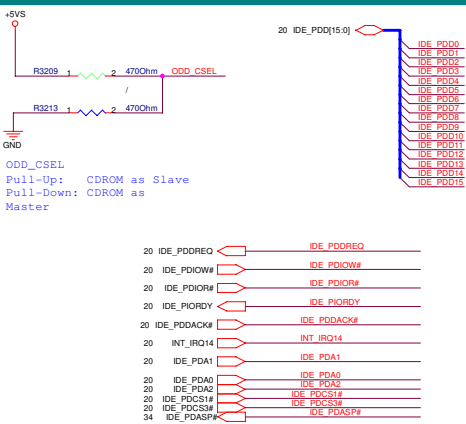 +5VS
20 IDE_PDD[15:0]
IDE_PDD0
IDE_PDD1
IDE_PDD2
IDE_PDD3
IDE_PDD4
IDE_PDD5
IDE_PDD6
IDE_PDD7
IDE_PDD8
IDE_PDD9
IDE_PDD10
IDE_PDD11
IDE_PDD12
IDE_PDD13
IDE_PDD14
IDE_PDD15
R3209 1 2 470Ohm ODD_CSEL
/
R3213 1 2 470Ohm
GND
ODD_CSEL
Pull-Up: CDROM as Slave
Pull-Down: CDROM as
Master
20 IDE_PDDREQ IDE_PDDREQ
20 IDE_PDIOW# IDE_PDIOW#
20 IDE_PDIOR# IDE_PDIOR#
20 IDE_PIORDY IDE_PIORDY
20 IDE_PDDACK# IDE_PDDACK#
20 INT_IRQ14 INT_IRQ14
20 IDE_PDA1 IDE_PDA1
20 IDE_PDA0 IDE_PDA0
20 IDE_PDA2 IDE_PDA2
20 IDE_PDCS1# IDE_PDCS1#
20 IDE_PDCS3# IDE_PDCS3#
34 IDE_PDASP# IDE_PDASP#